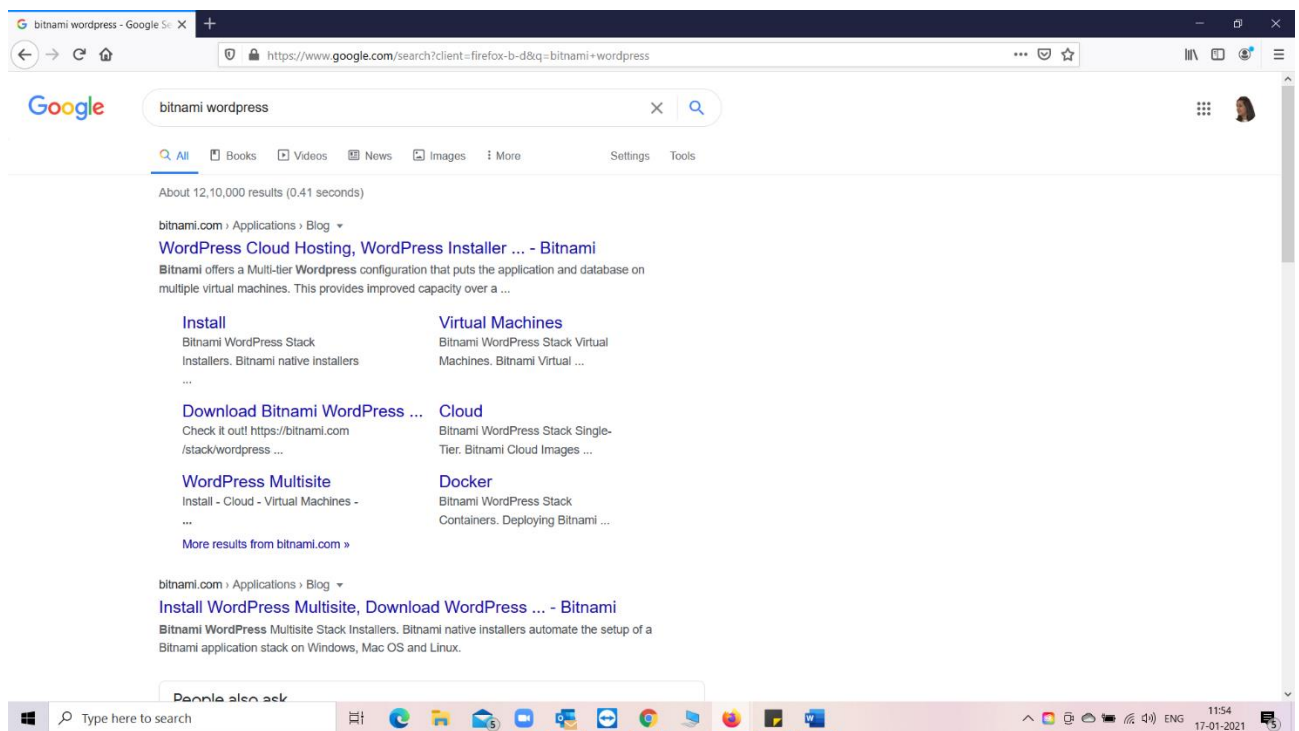 bitnami wordpress - Google Se
https://www.google.com/search?client=firefox-b-d&q=bitnami+wordpress
Google
bitnami wordpress
All Books Videos News Images More Settings Tools
About 12,10,000 results (0.41 seconds)
bitnami.com › Applications › Blog
WordPress Cloud Hosting, WordPress Installer ... - Bitnami
Bitnami offers a Multi-tier Wordpress configuration that puts the application and database on
multiple virtual machines. This provides improved capacity over a ...
Install
Bitnami WordPress Stack
Installers. Bitnami native installers
...
Virtual Machines
Bitnami WordPress Stack Virtual
Machines. Bitnami Virtual ...
Download Bitnami WordPress ...
Check it out! https://bitnami.com
/stack/wordpress ...
Cloud
Bitnami WordPress Stack Single-
Tier. Bitnami Cloud Images ...
WordPress Multisite
Install - Cloud - Virtual Machines -
...
Docker
Bitnami WordPress Stack
Containers. Deploying Bitnami ...
More results from bitnami.com »
bitnami.com › Applications › Blog
Install WordPress Multisite, Download WordPress ... - Bitnami
Bitnami WordPress Multisite Stack Installers. Bitnami native installers automate the setup of a
Bitnami application stack on Windows, Mac OS and Linux.
People also ask
Type here to search
5
ENG
11:54
17-01-2021
5